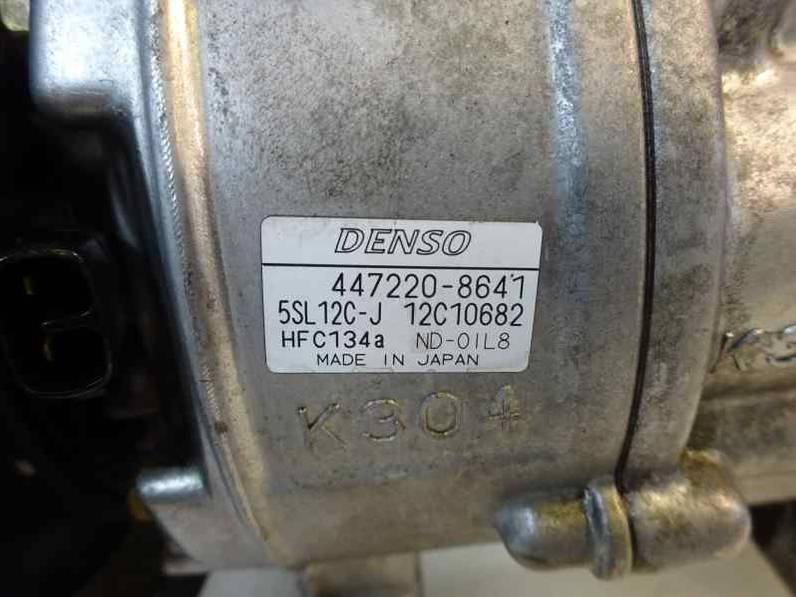 DENSO
447220-8641
5SL12C-J 12C10682
HFC134a ND-OIL8
MADE IN JAPAN
K304